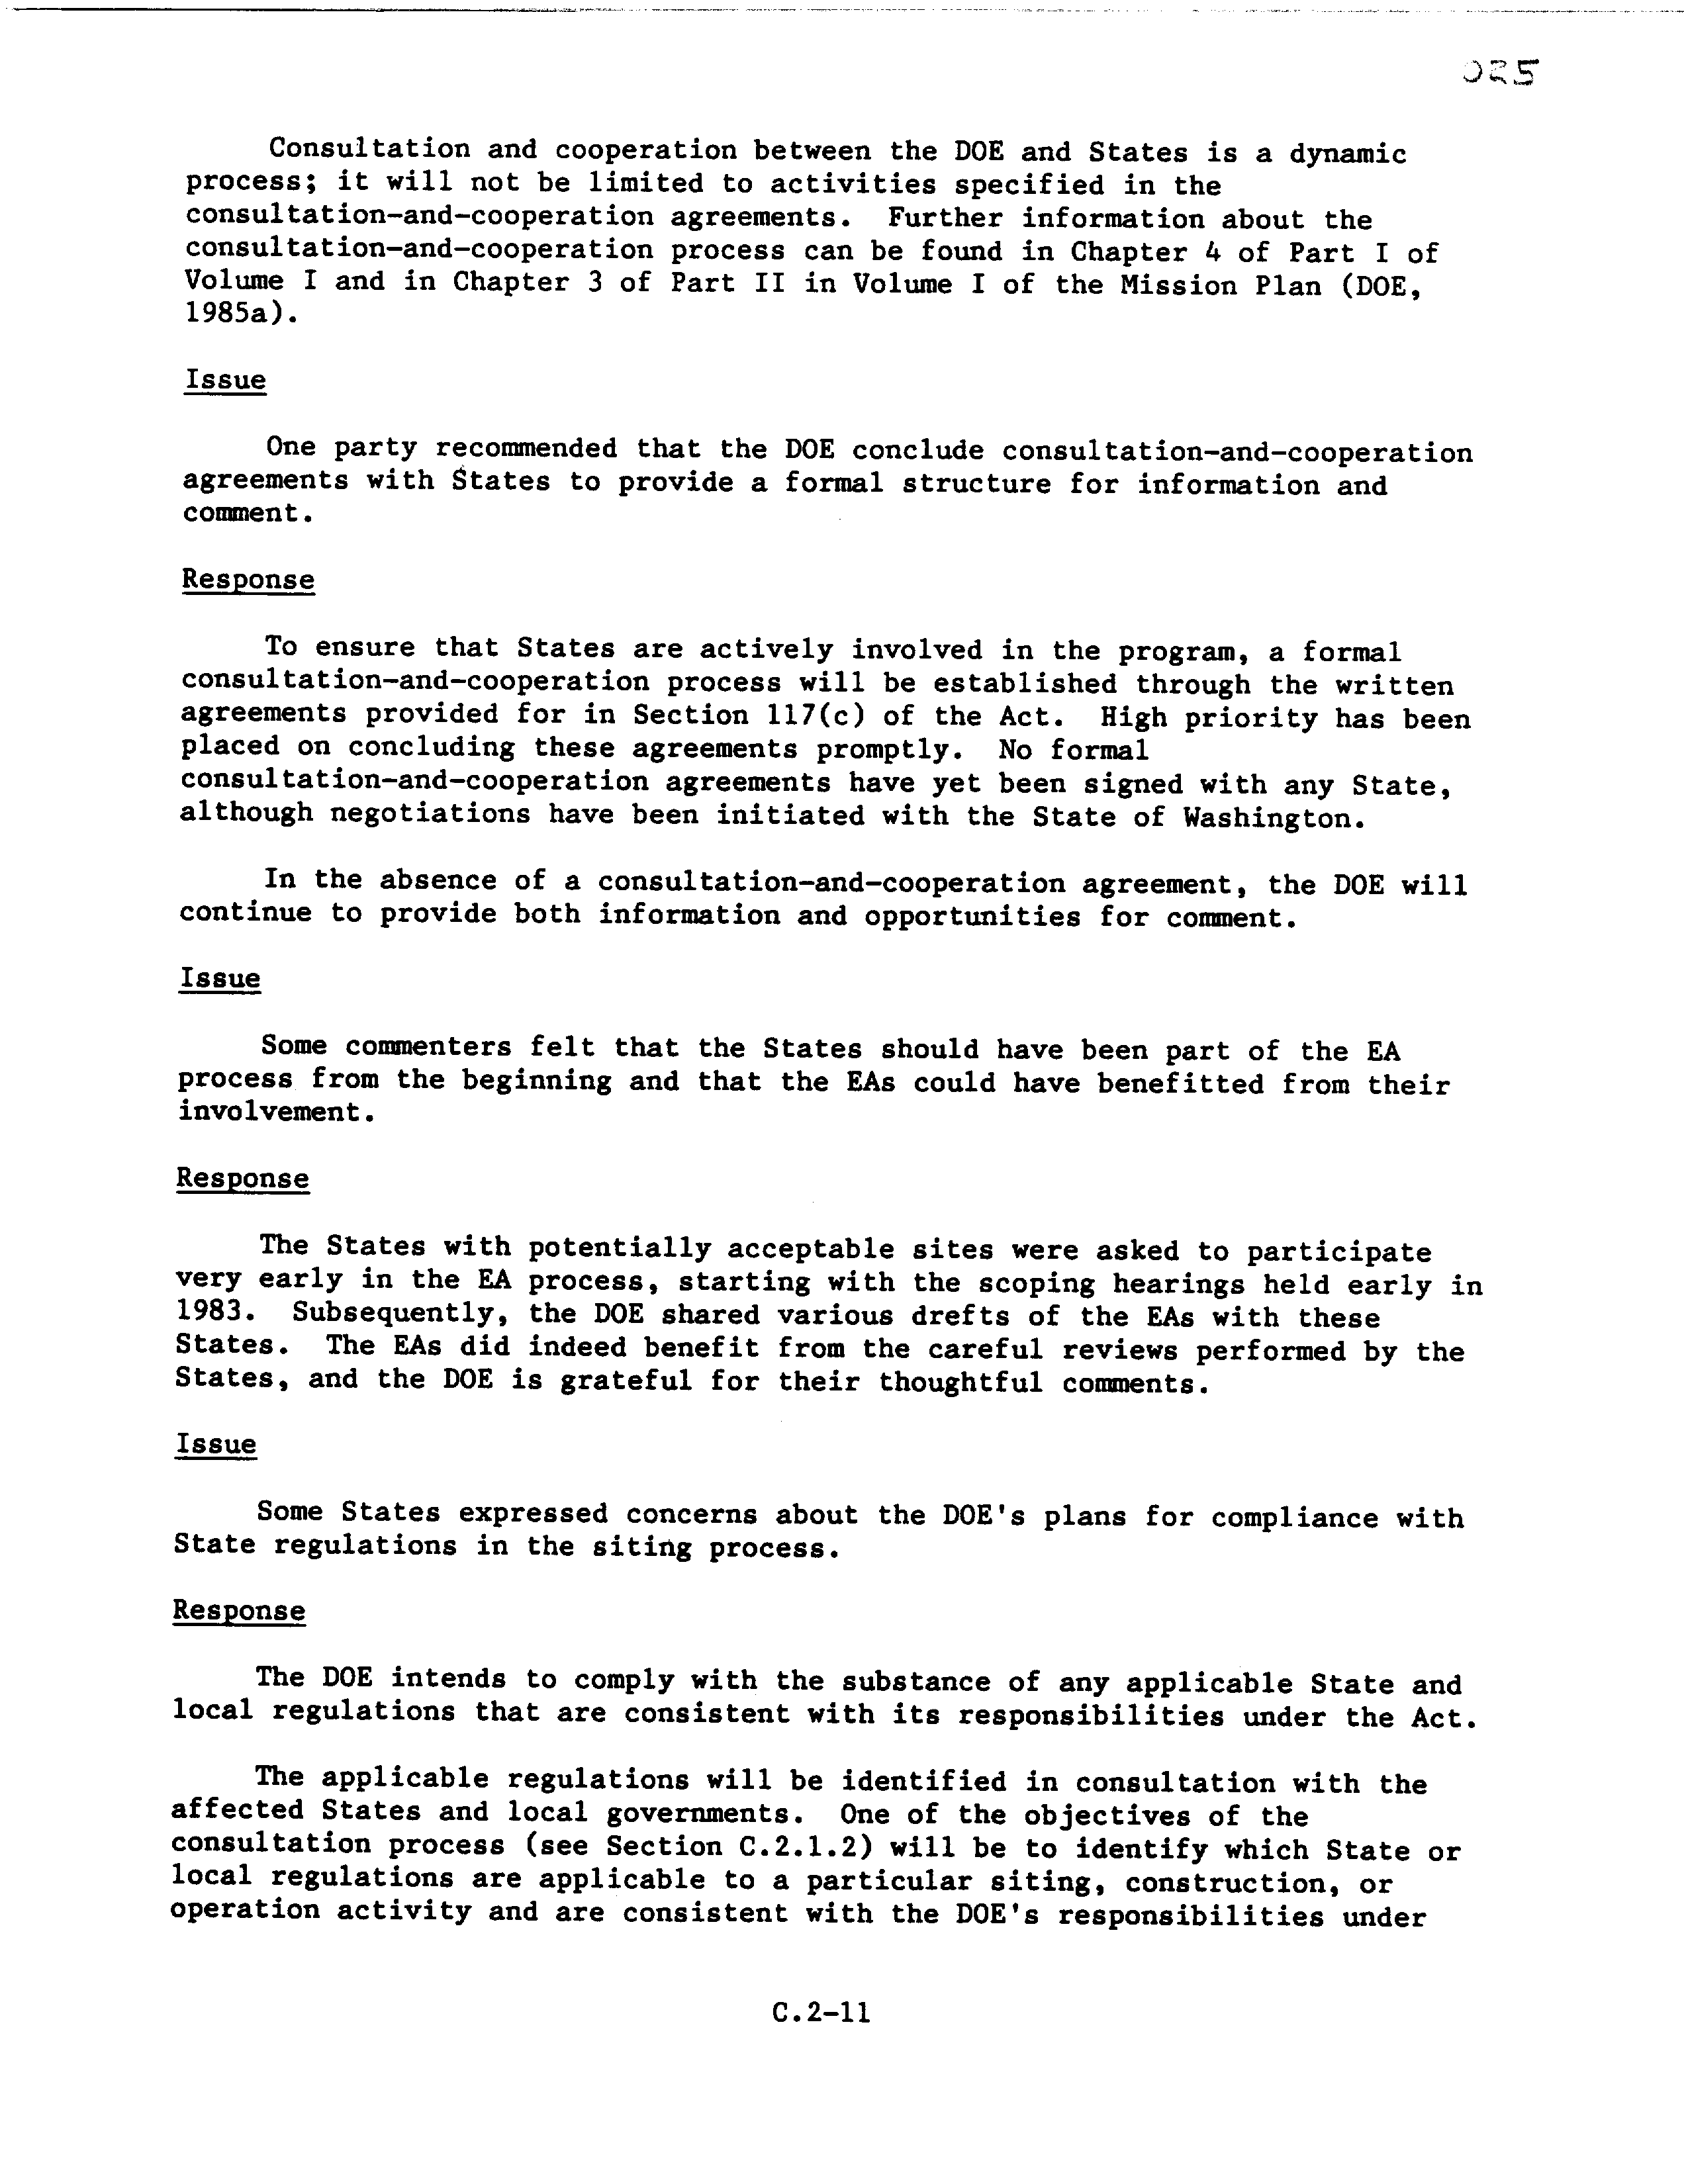 Consultation and cooperation between the DOE and States is a dynamic
process; it will not be limited to activities specified in the
consultation-and-cooperation agreements.  Further information about the
consultation-and-cooperation process can be found in Chapter 4 of Part I of
Volume I and in Chapter 3 of Part II in Volume I of the Mission Plan (DOE,
1985a).
Issue
One party recommended that the DOE conclude consultation-and-cooperation
agreements with States to provide a formal structure for information and
comment.
Response
To ensure that States are actively involved in the program, a formal
consultation-and-cooperation process will be established through the written
agreements provided for in Section 117(c) of the Act.  High priority has been
placed on concluding these agreements promptly.  No formal
consultation-and-cooperation agreements have yet been signed with any State,
although negotiations have been initiated with the State of Washington.
In the absence of a consultation-and-cooperation agreement, the DOE will
continue to provide both information and opportunities for comment.
Issue
Some commenters felt that the States should have been part of the EA
process from the beginning and that the EAs could have benefitted from their
involvement.
Response
The States with potentially acceptable sites were asked to participate
very early in the EA process, starting with the scoping hearings held early in
1983.  Subsequently, the DOE shared various drefts of the EAs with these
States.  The EAs did indeed benefit from the careful reviews performed by the
States, and the DOE is grateful for their thoughtful comments.
Issue
Some States expressed concerns about the DOE's plans for compliance with
State regulations in the siting process.
Response
The DOE intends to comply with the substance of any applicable State and
local regulations that are consistent with its responsibilities under the Act.
The applicable regulations will be identified in consultation with the
affected States and local governments.  One of the objectives of the
consultation process (see Section C.2.1.2) will be to identify which State or
local regulations are applicable to a particular siting, construction, or
operation activity and are consistent with the DOE's responsibilities under
C.2-11